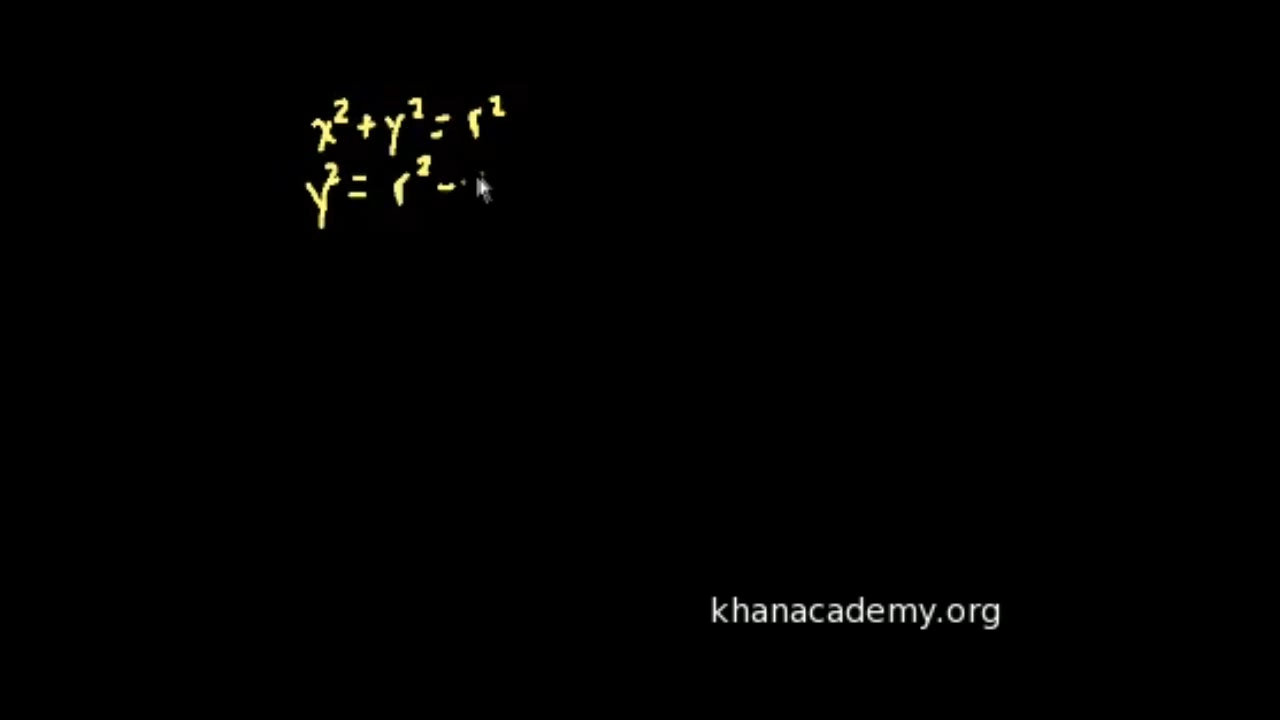 x² + y² = r²
y² = r² -
khanacademy.org